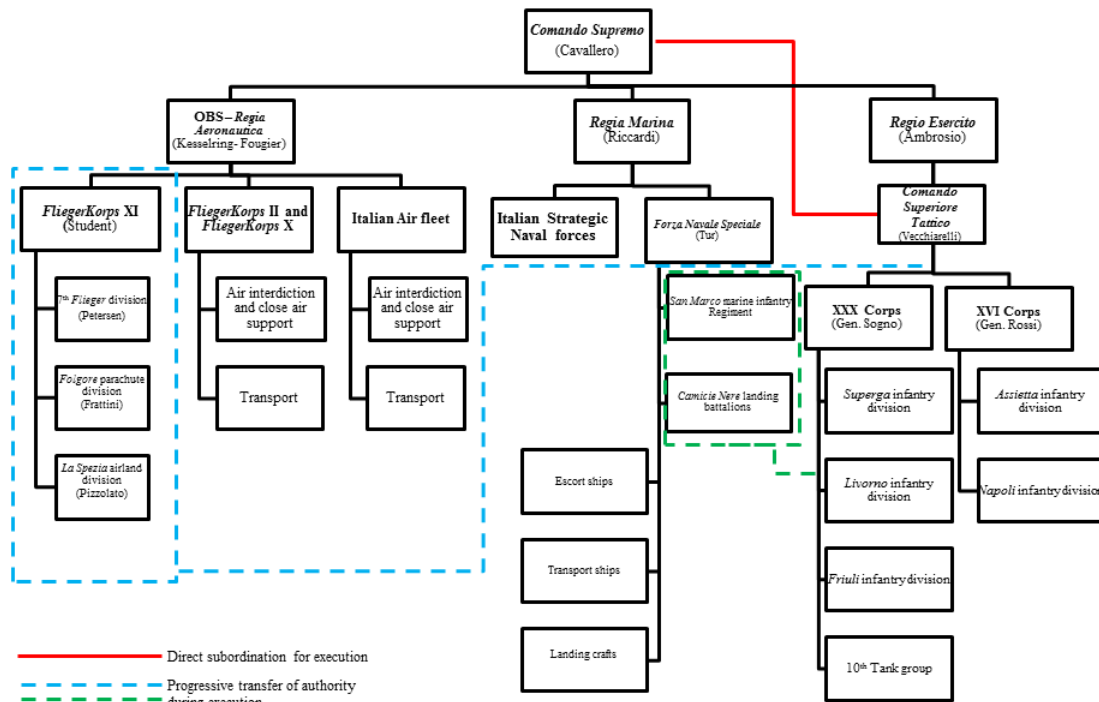 Comando Supremo
(Cavallero)
OBS – Regia
Aeronautica
(Kesselring- Fougier)
Regia Marina
(Riccardi)
Regio Esercito
(Ambrosio)
FliegerKorps XI
(Student)
FliegerKorps II and
FliegerKorps X
Italian Air fleet
Italian Strategic
Naval forces
Forza Navale Speciale
(Tur)
Comando
Superiore
Tattico
(Vecchiarelli)
7th Flieger division
(Petersen)
Air interdiction
and close air
support
Air interdiction
and close air
support
San Marco marine infantry
Regiment
XXX Corps
(Gen. Sogno)
XVI Corps
(Gen. Rossi)
Folgore parachute
division
(Frattini)
Transport
Transport
Camicie Nere landing
battalions
Superga infantry
division
Assietta infantry
division
La Spezia airland
division
(Pizzolato)
Escort ships
Livorno infantry
division
Napoli infantry division
Transport ships
Friuli infantry division
Landing crafts
10th Tank group
Direct subordination for execution
Progressive transfer of authority
during execution